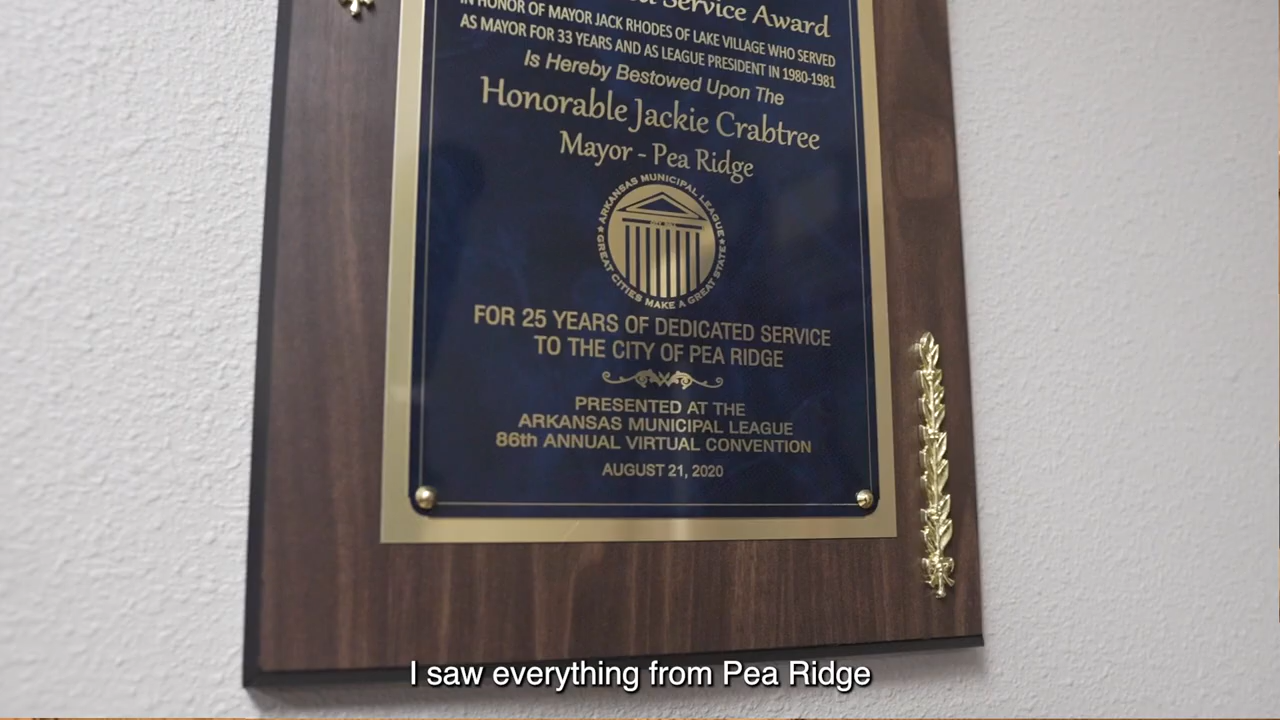 Service Award
IN HONOR OF MAYOR JACK RHODES OF LAKE VILLAGE WHO SERVED
AS MAYOR FOR 33 YEARS AND AS LEAGUE PRESIDENT IN 1980-1981
Is Hereby Bestowed Upon The
Honorable Jackie Crabtree
Mayor - Pea Ridge
ARKANSAS MUNICIPAL LEAGUE
GREAT CITIES MAKE A GREAT STATE
FOR 25 YEARS OF DEDICATED SERVICE
TO THE CITY OF PEA RIDGE
PRESENTED AT THE
ARKANSAS MUNICIPAL LEAGUE
86th ANNUAL VIRTUAL CONVENTION
AUGUST 21, 2020
I saw everything from Pea Ridge